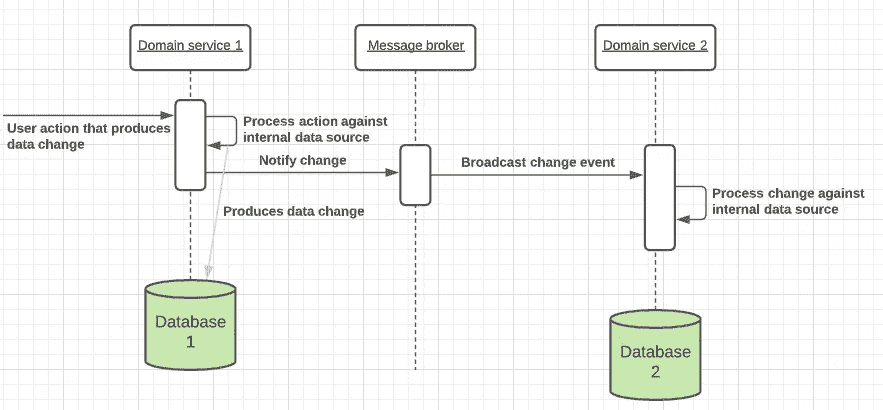 Domain service 1
Message broker
Domain service 2
User action that produces
data change
Process action against
internal data source
Notify change
Broadcast change event
Process change against
internal data source
Produces data change
Database
1
Database
2